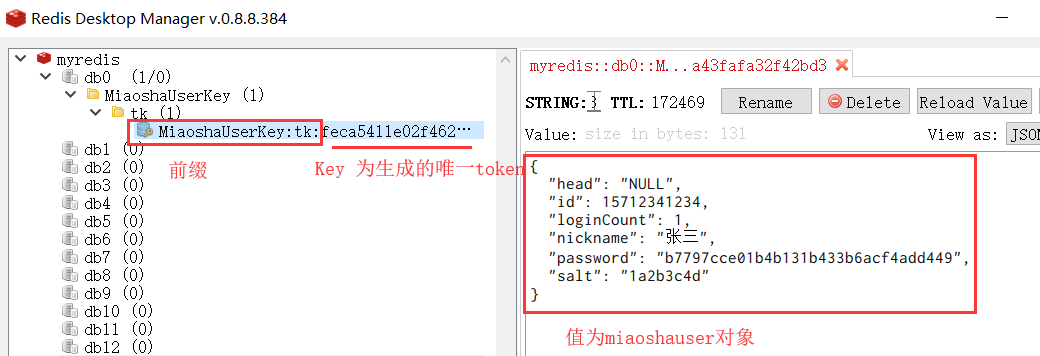 Redis Desktop Manager v.0.8.8.384
myredis
db0 (1/0)
MiaoshaUserKey (1)
tk (1)
MiaoshaUserKey:tk:feca5411e02f462…
db1 (0)
db2 (0)
db3 (0)
db4 (0)
db5 (0)
db6 (0)
db7 (0)
db8 (0)
db9 (0)
db10 (0)
db11 (0)
db12 (0)
前缀
Key 为生成的唯一token
myredis::db0::M...a43fafa32f42bd3
STRING: TTL: 172469 Rename Delete Reload Value
Value: size in bytes: 131 View as: JSON
{
"head": "NULL",
"id": 15712341234,
"loginCount": 1,
"nickname": "张三",
"password": "b7797cce01b4b131b433b6acf4add449",
"salt": "1a2b3c4d"
}
值为miaoshauser对象